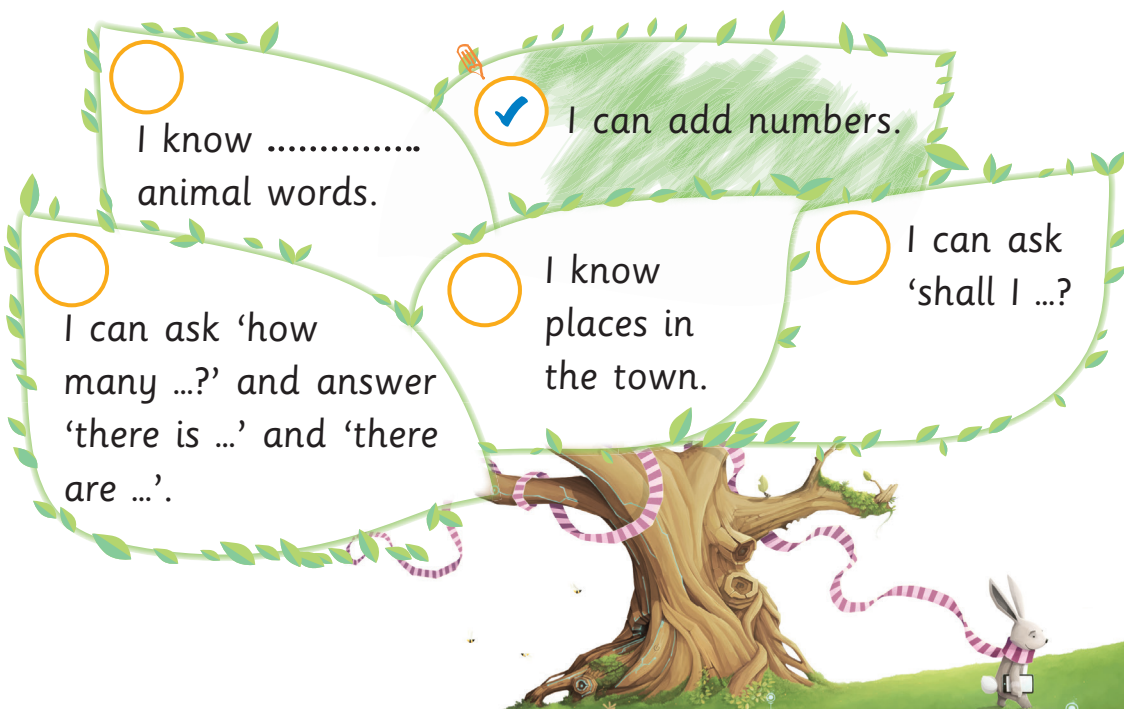 I know ...............
animal words.
I can add numbers.
I can ask ‘how
many ...?’ and answer
‘there is ...’ and ‘there
are ...’.
I know
places in
the town.
I can ask
‘shall I ...?